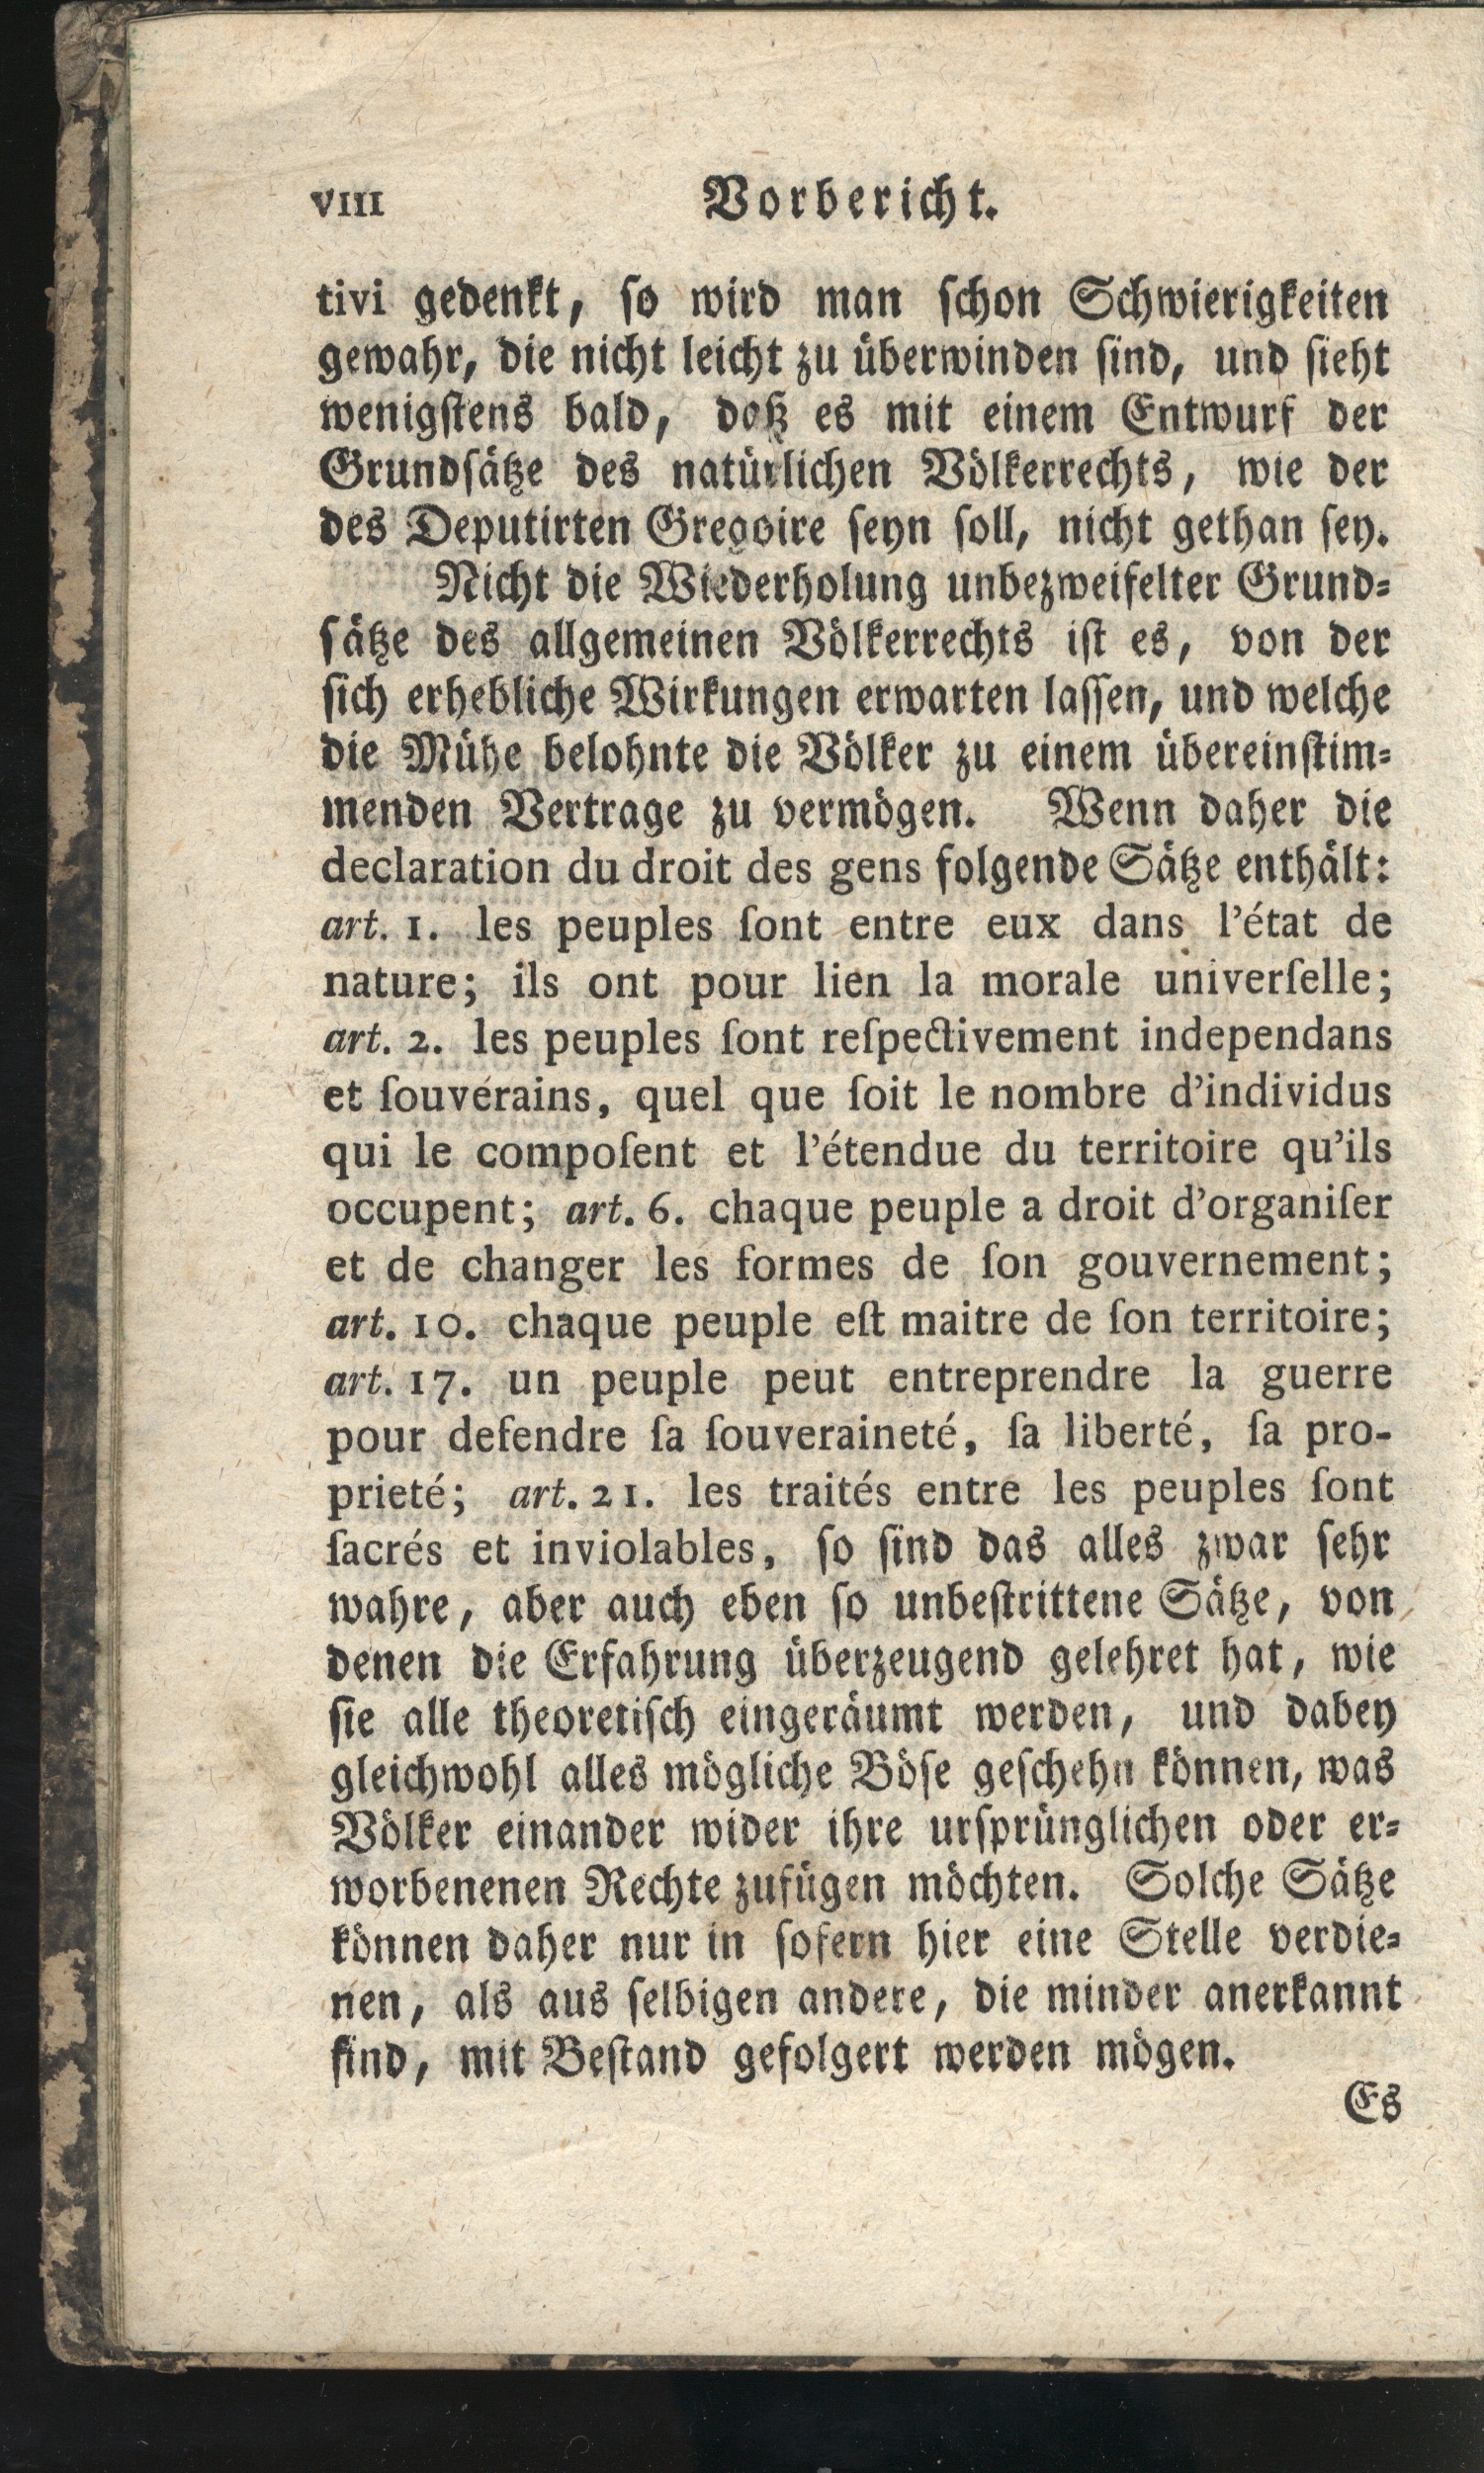 VIII Vorbericht.
tivi gedenkt, ſo wird man ſchon Schwierigkeiten
gewahr, die nicht leicht zu überwinden ſind, und ſieht
wenigſtens bald, daß es mit einem Entwurf der
Grundſätze des natürlichen Völkerrechts, wie der
des Deputirten Gregoire ſeyn ſoll, nicht gethan ſey.
Nicht die Wiederholung unbezweifelter Grund-
ſätze des allgemeinen Völkerrechts iſt es, von der
ſich erhebliche Wirkungen erwarten laſſen, und welche
die Mühe belohnte die Völker zu einem übereinſtim-
menden Vertrage zu vermögen. Wenn daher die
declaration du droit des gens folgende Sätze enthält:
art. 1. les peuples ſont entre eux dans l'état de
nature; ils ont pour lien la morale univerſelle;
art. 2. les peuples ſont reſpectivement independans
et ſouverains, quel que ſoit le nombre d'individus
qui le compoſent et l'étendue du territoire qu'ils
occupent; art. 6. chaque peuple a droit d'organiſer
et de changer les formes de ſon gouvernement;
art. 10. chaque peuple eſt maitre de ſon territoire;
art. 17. un peuple peut entreprendre la guerre
pour defendre ſa ſouveraineté, ſa liberté, ſa pro-
prieté; art. 21. les traités entre les peuples ſont
ſacrés et inviolables, ſo ſind das alles zwar ſehr
wahre, aber auch eben ſo unbeſtrittene Sätze, von
denen die Erfahrung überzeugend gelehret hat, wie
ſie alle theoretiſch eingeräumt werden, und dabey
gleichwohl alles mögliche Böſe geſchehn können, was
Völker einander wider ihre urſprünglichen oder er-
worbenenen Rechte zufügen möchten. Solche Sätze
können daher nur in ſofern hier eine Stelle verdie-
nen, als aus ſelbigen andere, die minder anerkannt
ſind, mit Beſtand gefolgert werden mögen.
Es